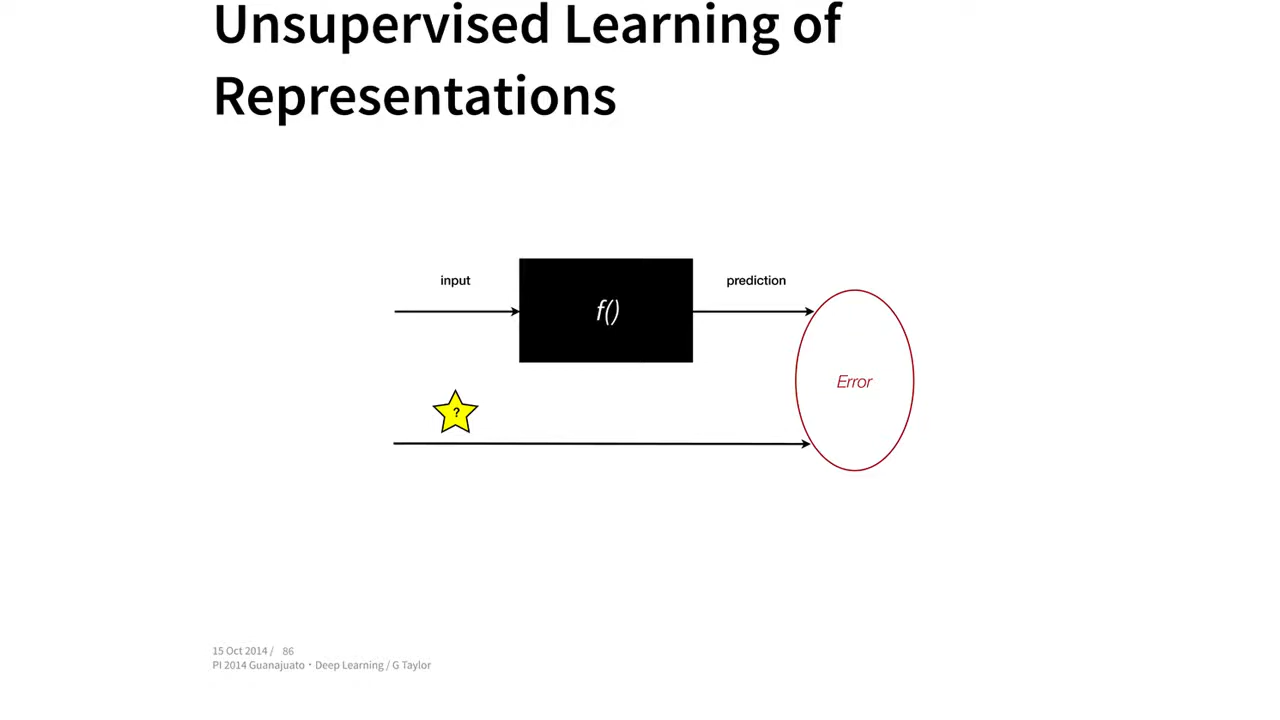 Unsupervised Learning of
Representations
input
f()
prediction
Error
?
15 Oct 2014 / 86
PI 2014 Guanajuato · Deep Learning / G Taylor